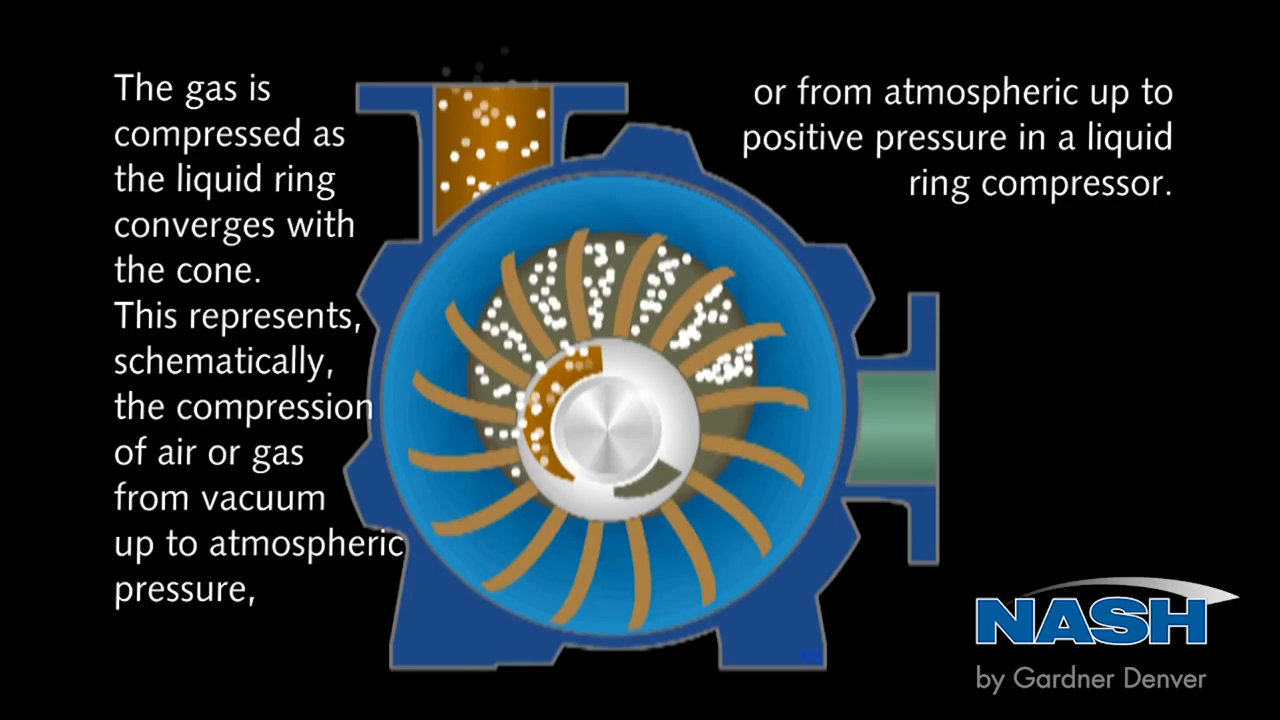 The gas is
compressed as
the liquid ring
converges with
the cone.
This represents,
schematically,
the compression
of air or gas
from vacuum
up to atmospheric
pressure,
or from atmospheric up to
positive pressure in a liquid
ring compressor.
NASH
by Gardner Denver